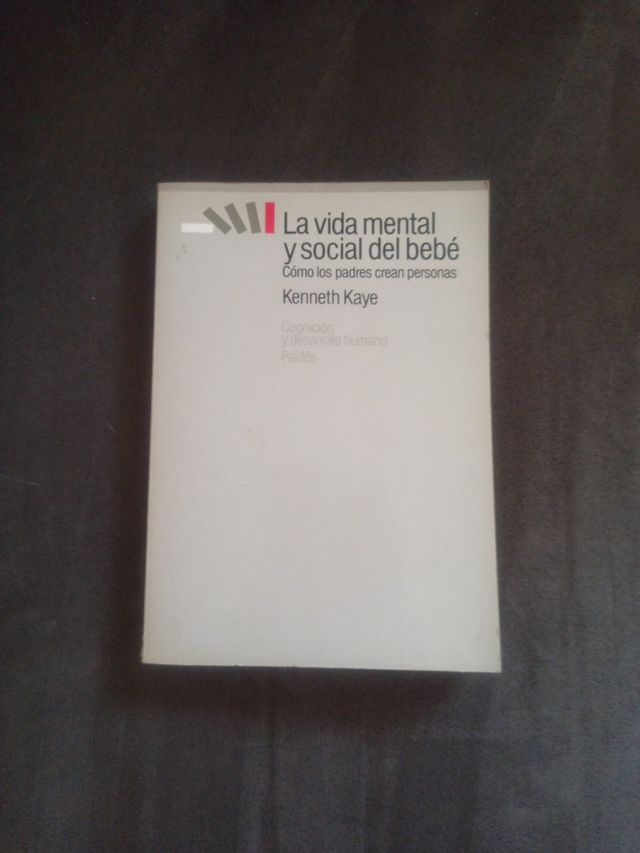 La vida mental
y social del bebé
Cómo los padres crean personas
Kenneth Kaye
Cognición
y desarrollo humano
Paidós